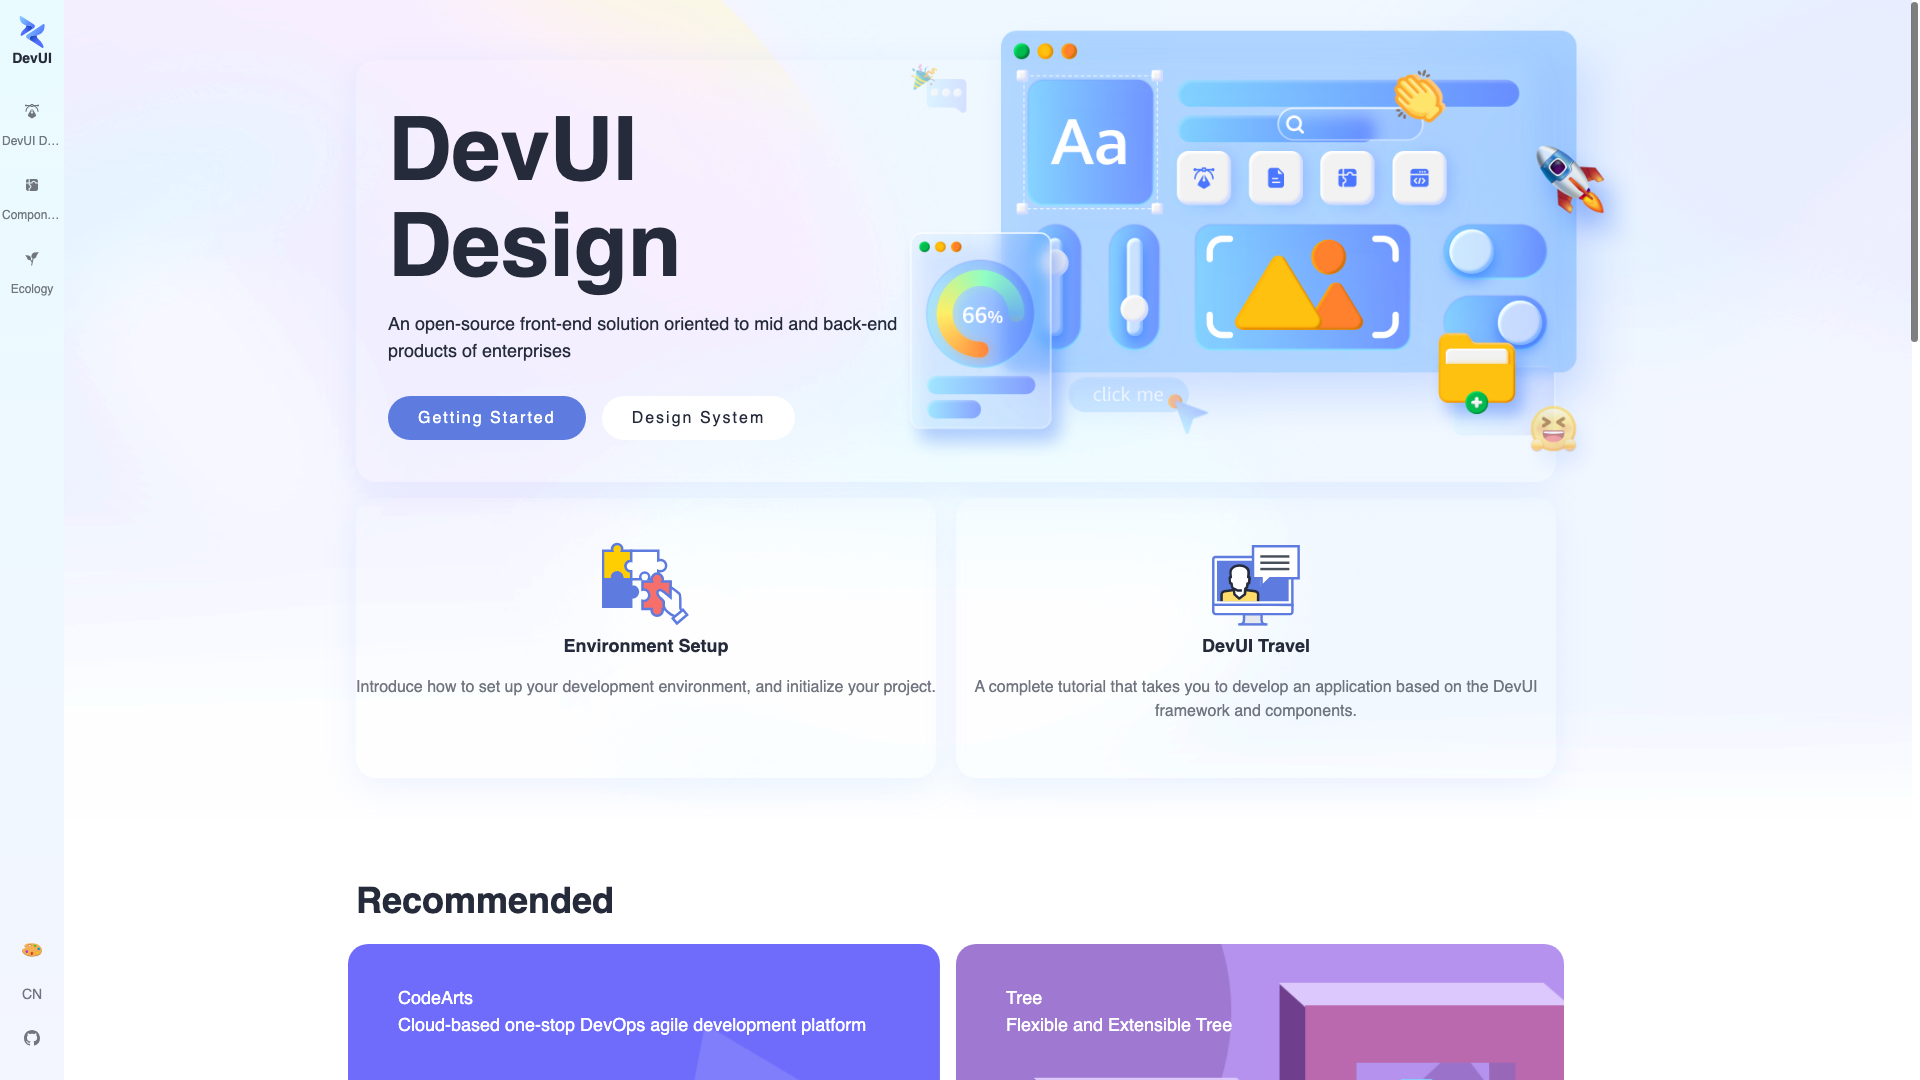 DevUI
DevUI D...
Compon...
Ecology
CN
DevUI
Design
An open-source front-end solution oriented to mid and back-end
products of enterprises
Getting Started
Design System
Aa
66%
click me
Environment Setup
Introduce how to set up your development environment, and initialize your project.
DevUI Travel
A complete tutorial that takes you to develop an application based on the DevUI
framework and components.
Recommended
CodeArts
Cloud-based one-stop DevOps agile development platform
Tree
Flexible and Extensible Tree